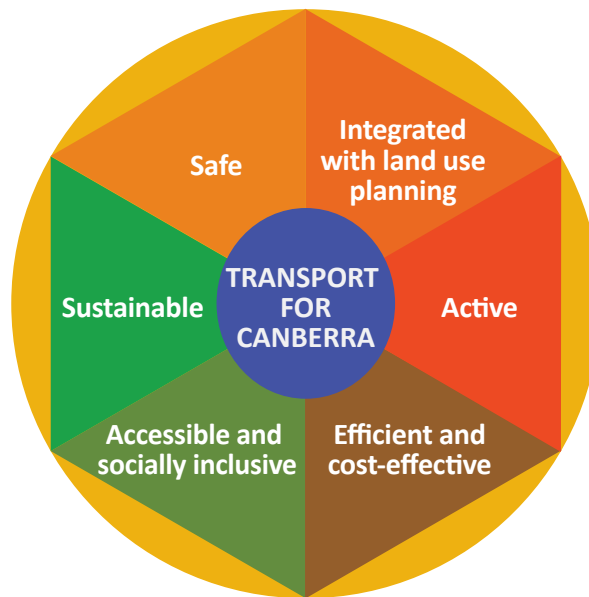 Integrated
with land use
planning
Safe
TRANSPORT
FOR
CANBERRA
Sustainable
Active
Accessible and
socially inclusive
Efficient and
cost-effective